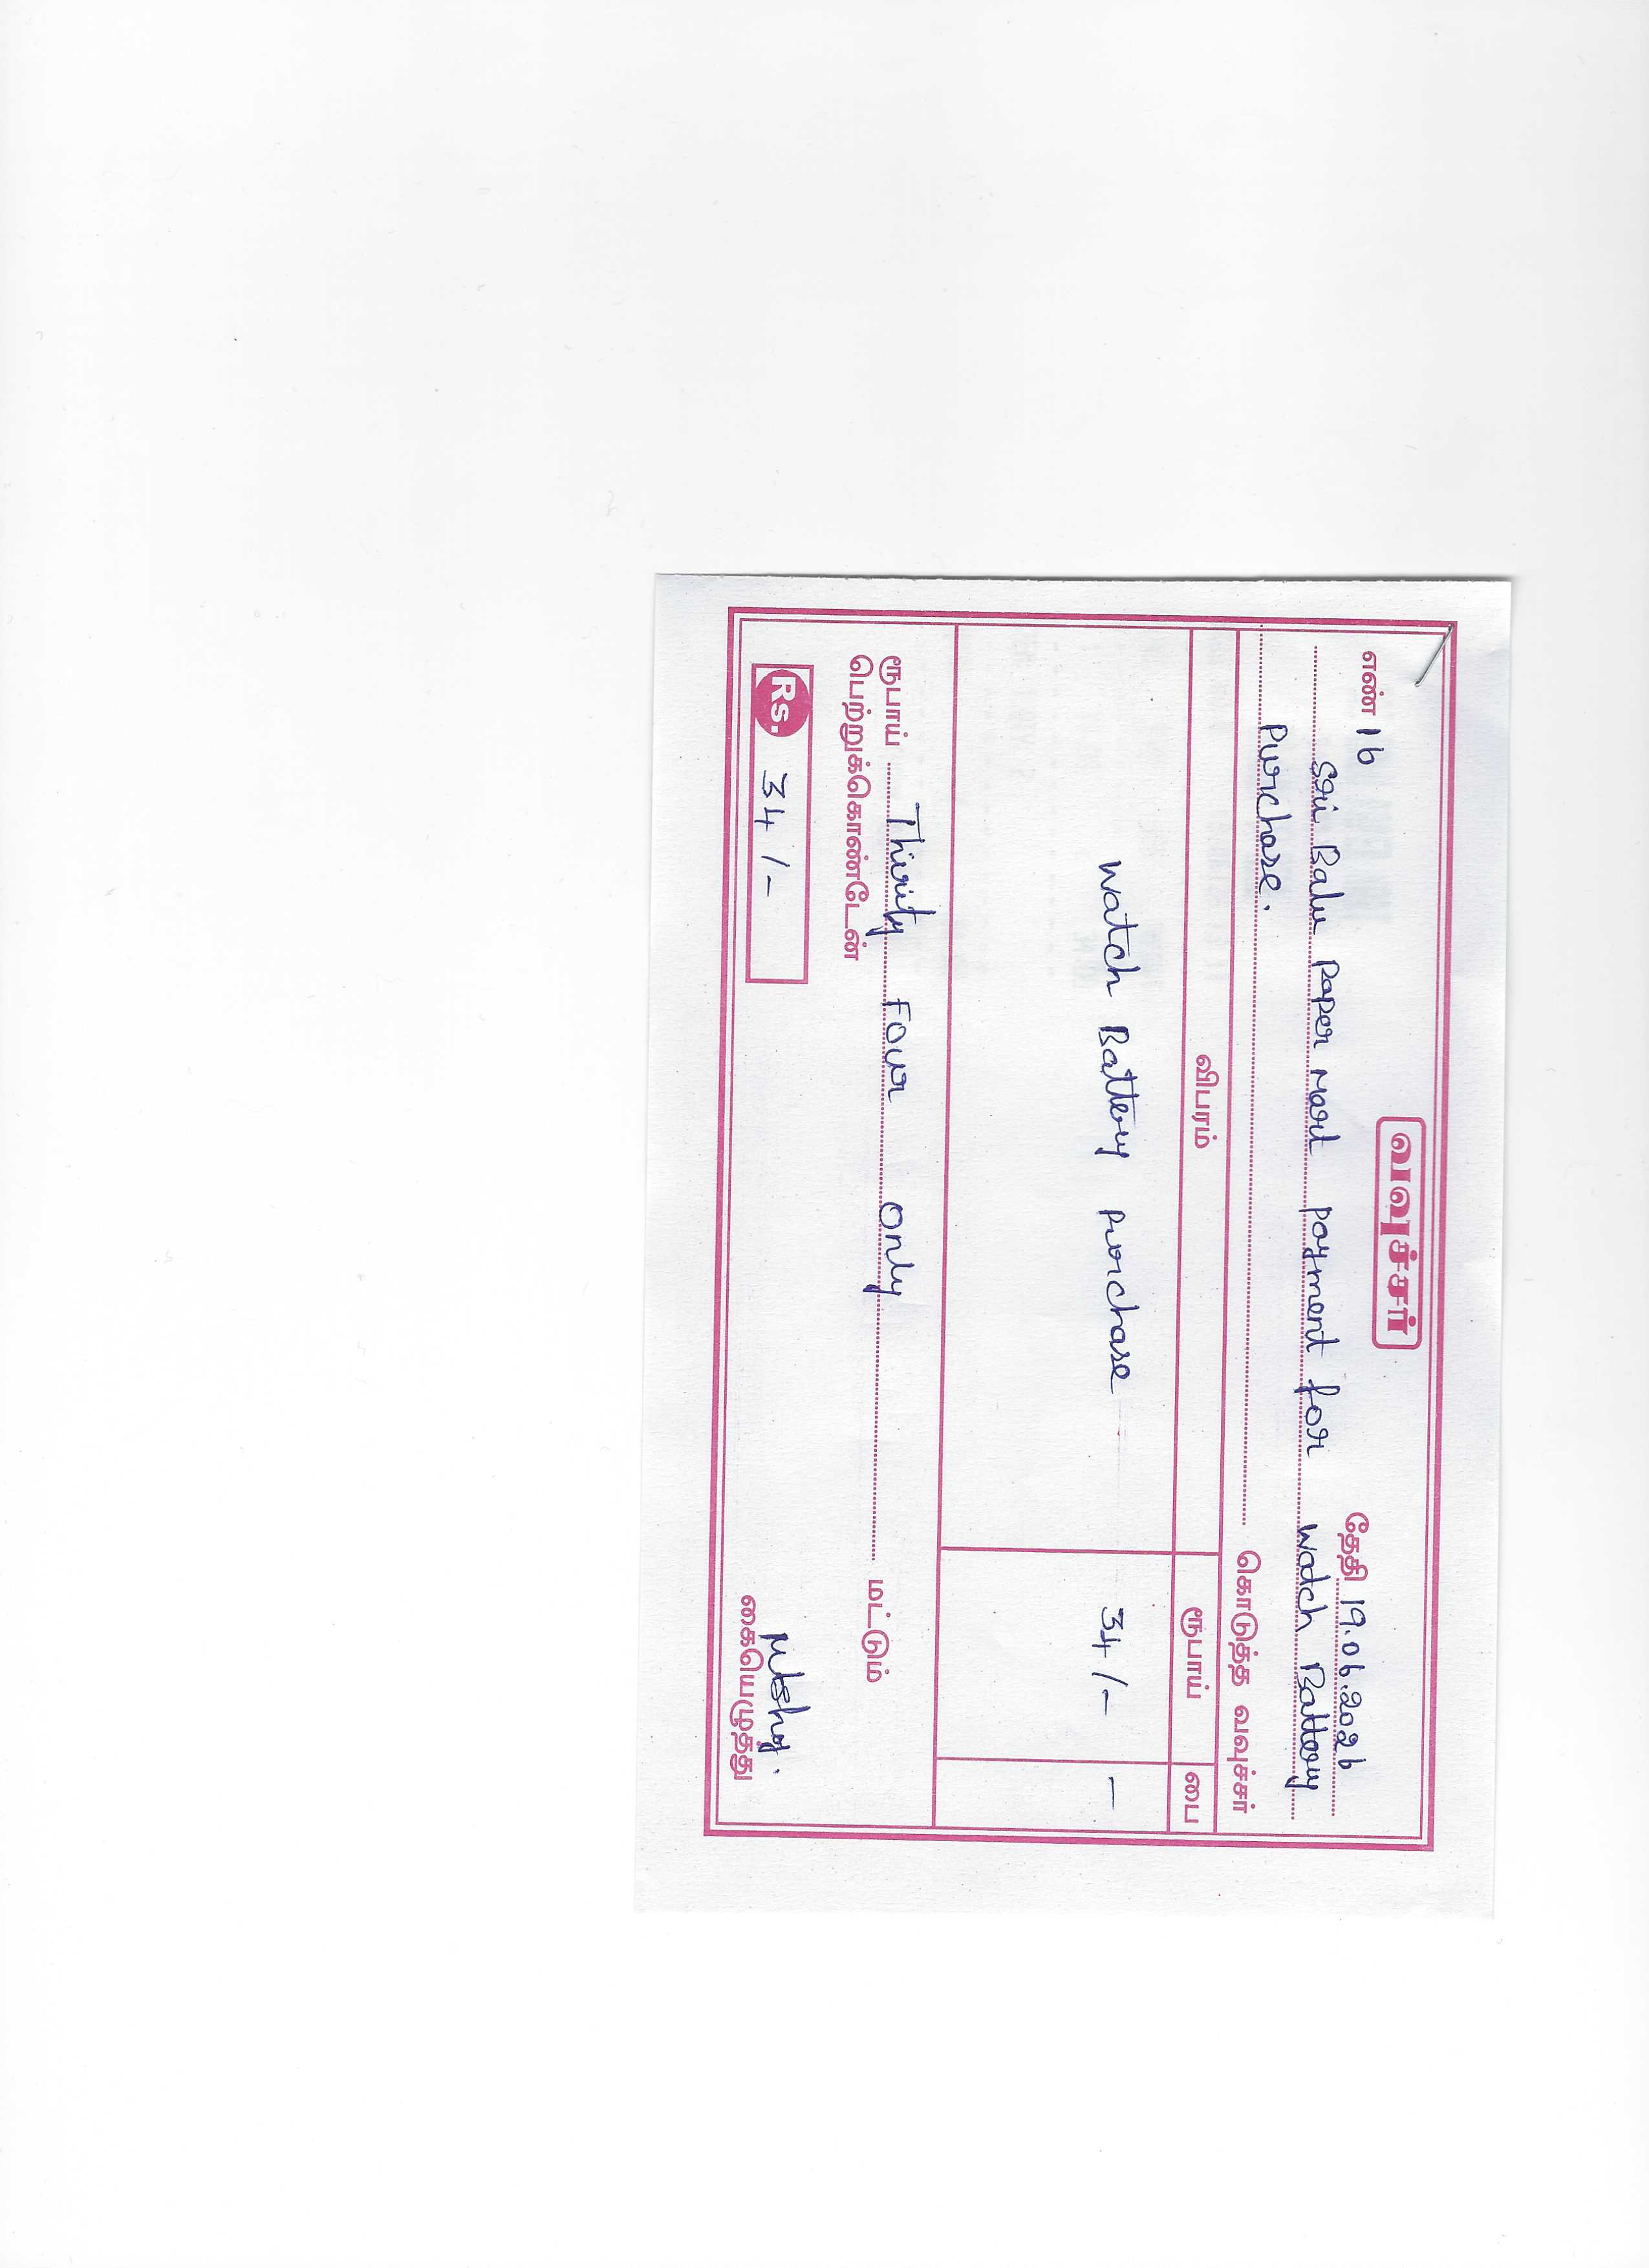 வவுச்சர்
எண் 16
தேதி 19.06.2026
Sri Balu Paper Mart Payment for Watch Battery
Purchase.
கொடுத்த வவுச்சர்
விபரம் ரூபாய் பை
Watch Battery Purchase 34/- -
ரூபாய் Thirity Four only மட்டும்
பெற்றுக்கொண்டேன்
Rs. 34/-
கையெழுத்து